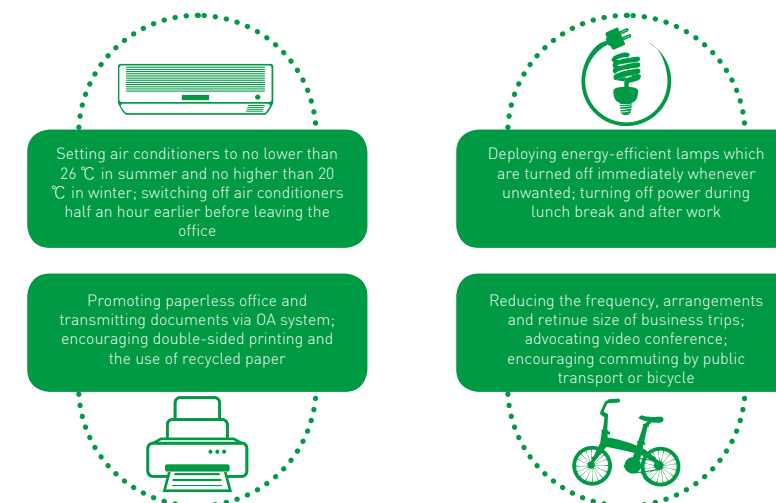 Setting air conditioners to no lower than
26 ℃ in summer and no higher than 20
℃ in winter; switching off air conditioners
half an hour earlier before leaving the
office
Deploying energy-efficient lamps which
are turned off immediately whenever
unwanted; turning off power during
lunch break and after work
Promoting paperless office and
transmitting documents via OA system;
encouraging double-sided printing and
the use of recycled paper
Reducing the frequency, arrangements
and retinue size of business trips;
advocating video conference;
encouraging commuting by public
transport or bicycle